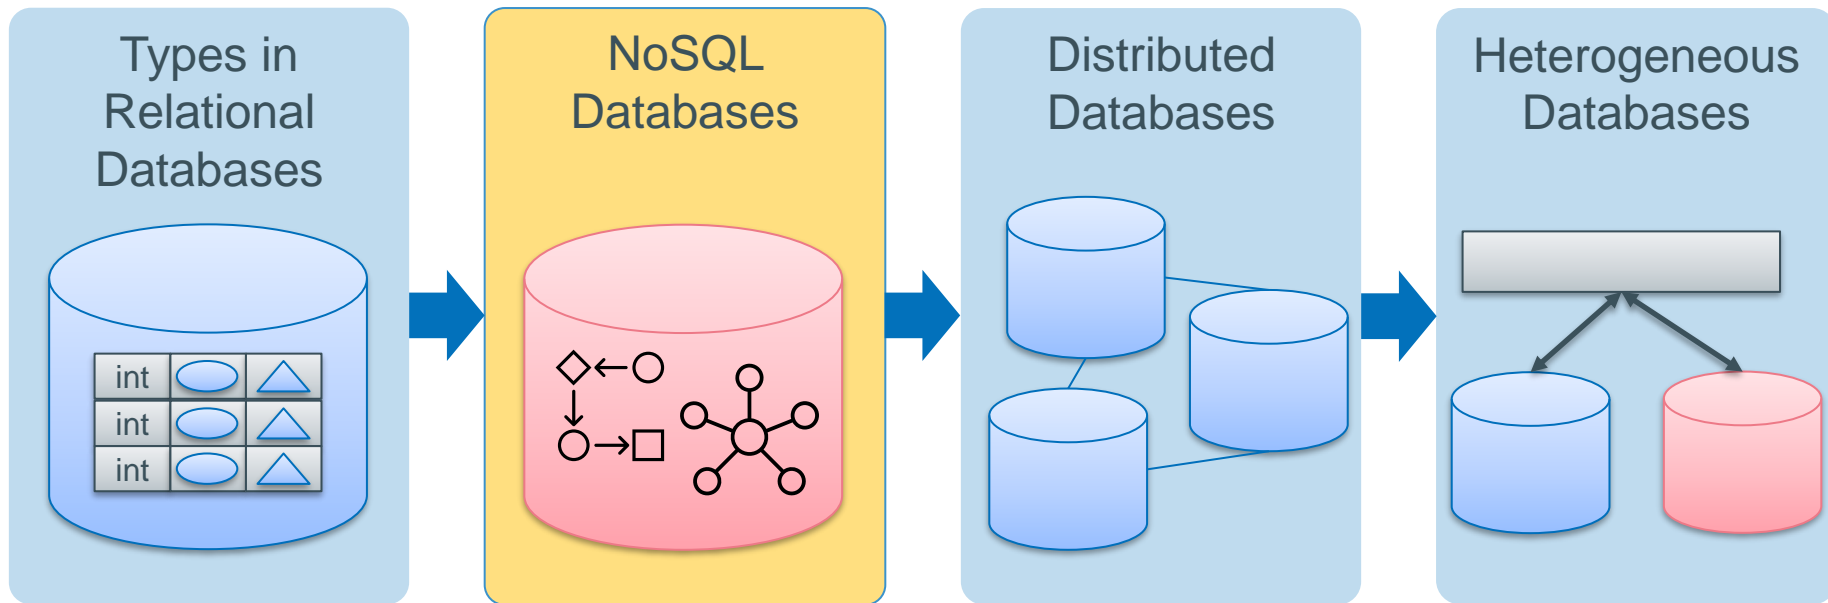 Types in
Relational
Databases
int
int
int
NoSQL
Databases
Distributed
Databases
Heterogeneous
Databases